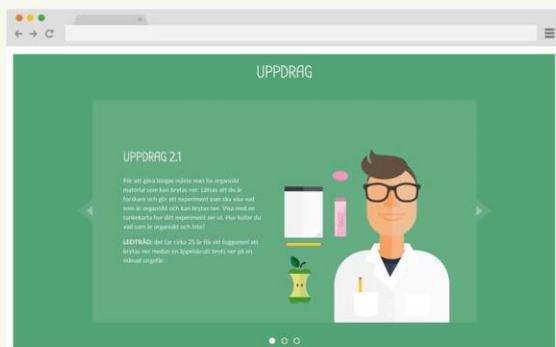 UPPDRAG
UPPDRAG 2.1
För att göra biogas måste man ha organiskt
material som kan brytas ner. Låtsas att du är
forskare och gör ett experiment som ska visa vad
som är organiskt och kan brytas ner. Visa med en
tankekarta hur ditt experiment ser ut. Hur kollar du
vad som är organiskt och inte?
LEDTRÅD: det tar cirka 25 år för ett tuggummi att
brytas ner medan en äppelskrutt bryts ner på en
månad ungefär.